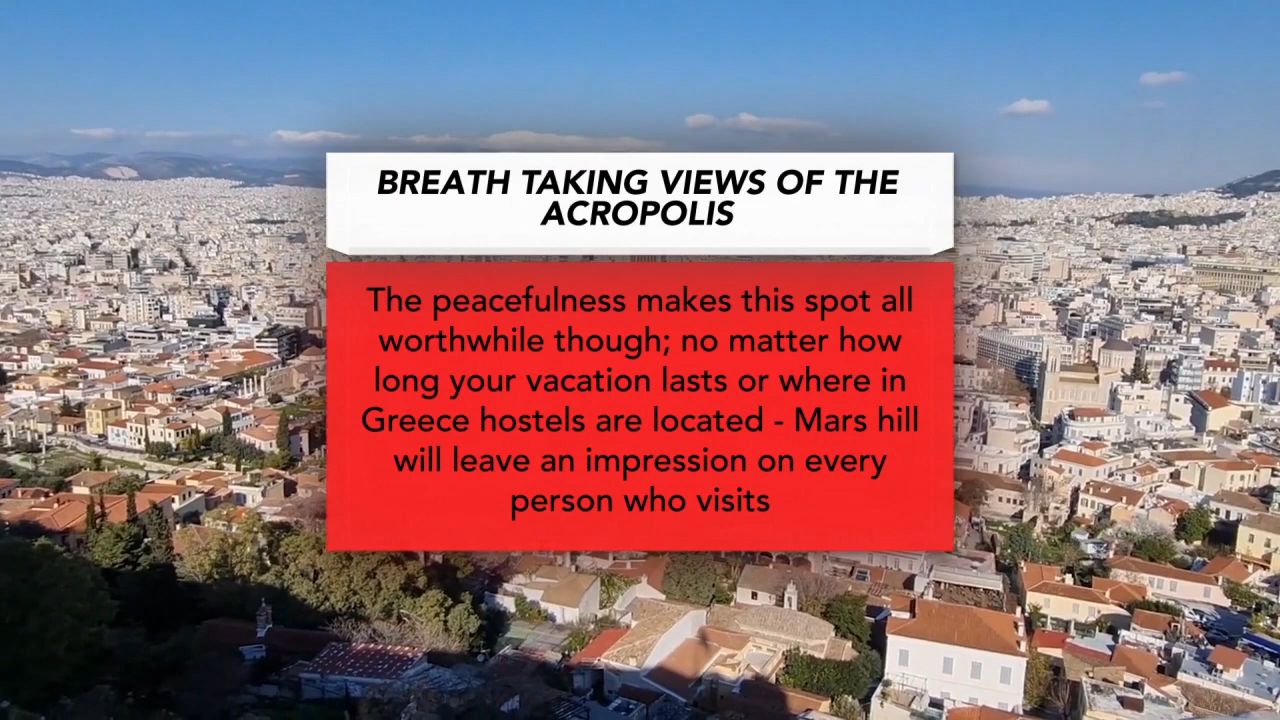 BREATH TAKING VIEWS OF THE
ACROPOLIS
The peacefulness makes this spot all
worthwhile though; no matter how
long your vacation lasts or where in
Greece hostels are located - Mars hill
will leave an impression on every
person who visits